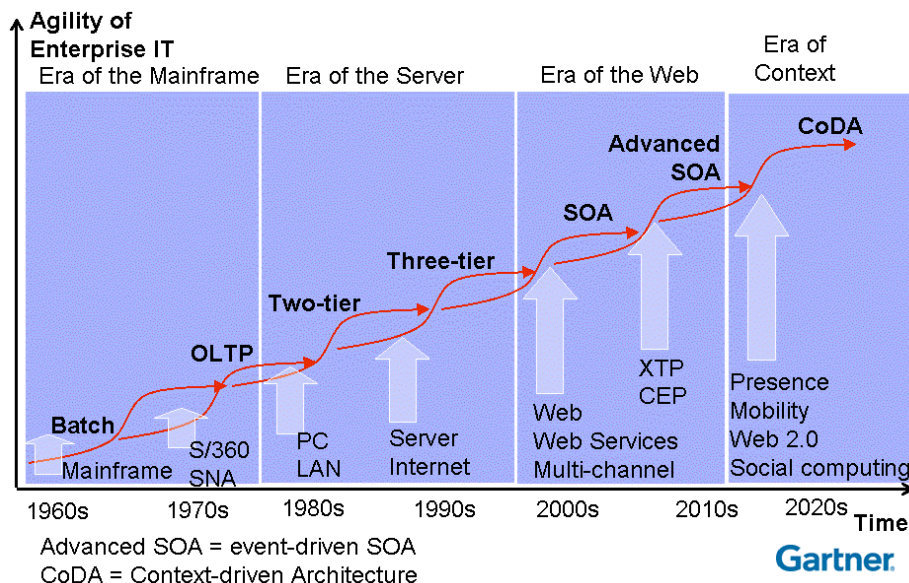 Agility of
Enterprise IT
Era of the Mainframe
Era of the Server
Era of the Web
Era of
Context
CoDA
Advanced
SOA
SOA
Three-tier
Two-tier
OLTP
Batch
Mainframe
S/360
SNA
PC
LAN
Server
Internet
Web
Web Services
Multi-channel
XTP
CEP
Presence
Mobility
Web 2.0
Social computing
1960s 1970s 1980s 1990s 2000s 2010s 2020s
Time
Advanced SOA = event-driven SOA
CoDA = Context-driven Architecture
Gartner